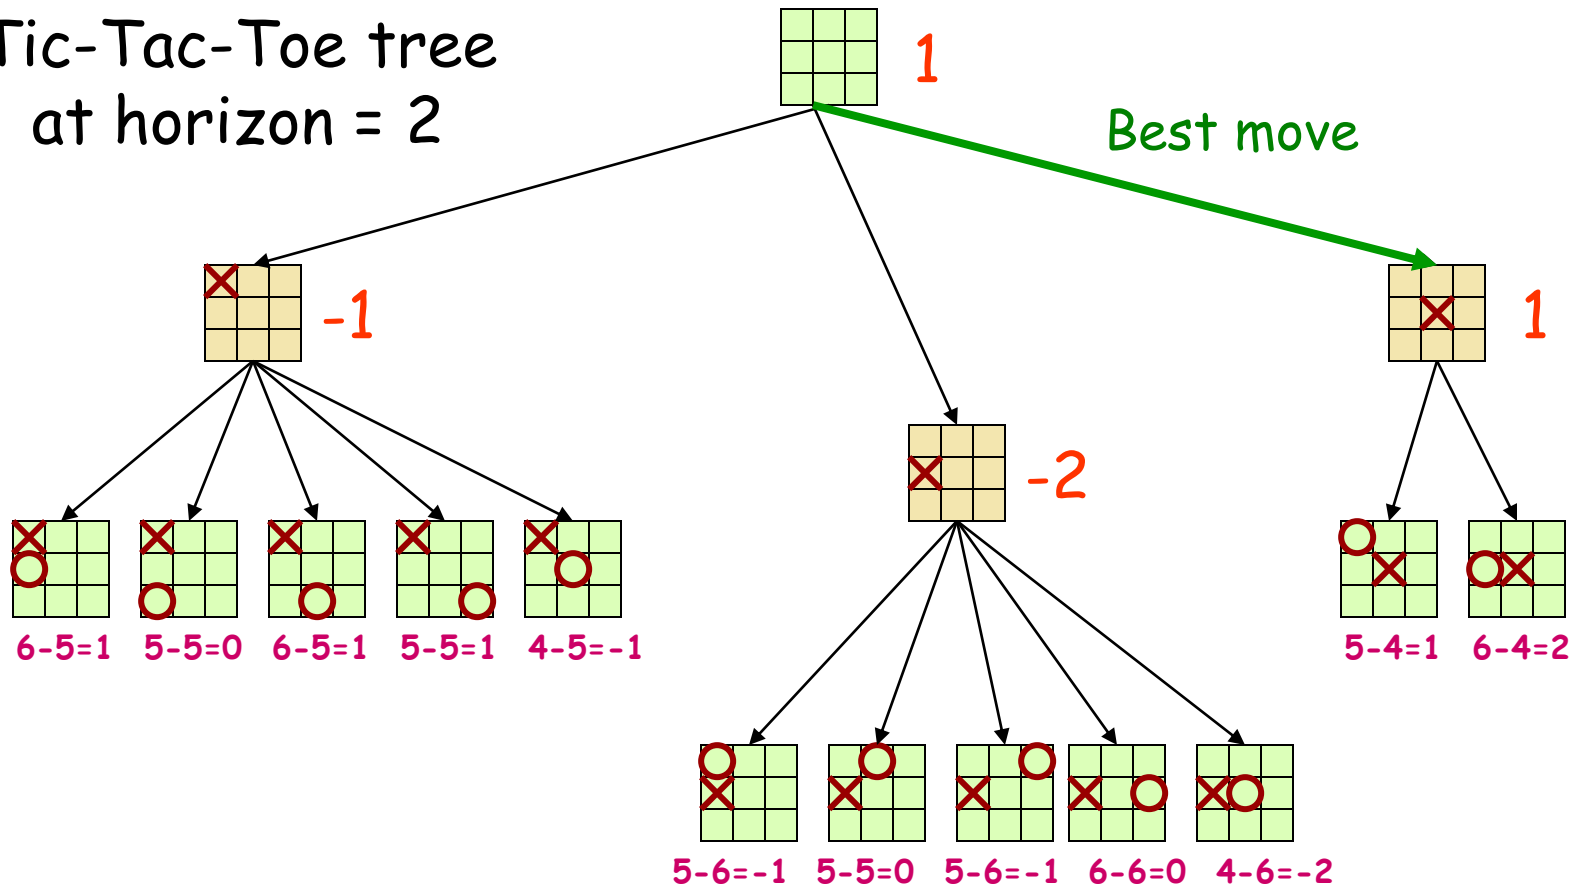 Tic-Tac-Toe tree
at horizon = 2
1
Best move
-1
1
-2
6-5=1 5-5=0 6-5=1 5-5=1 4-5=-1
5-4=1 6-4=2
5-6=-1 5-5=0 5-6=-1 6-6=0 4-6=-2